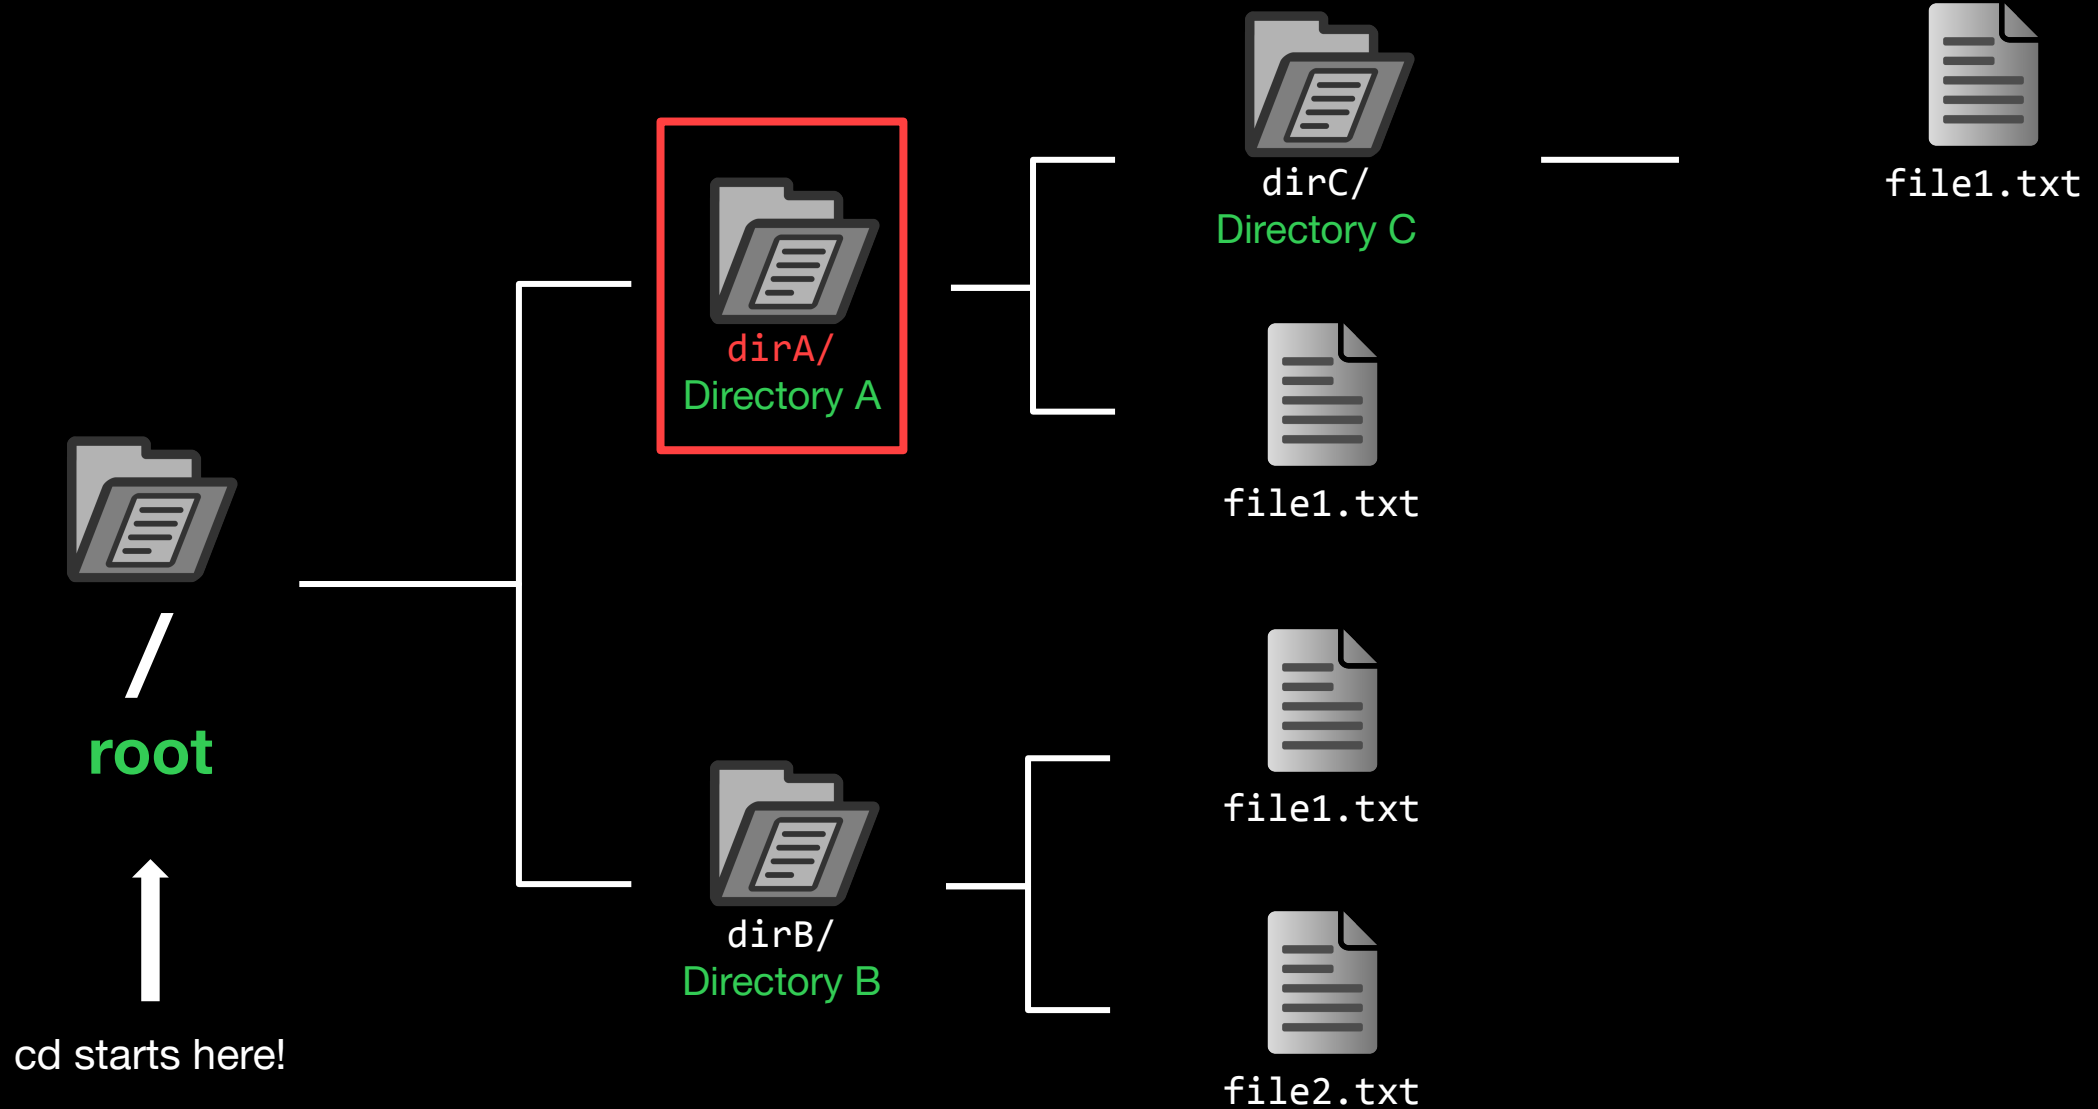 /
root
cd starts here!
dirA/
Directory A
dirB/
Directory B
dirC/
Directory C
file1.txt
file1.txt
file2.txt
file1.txt